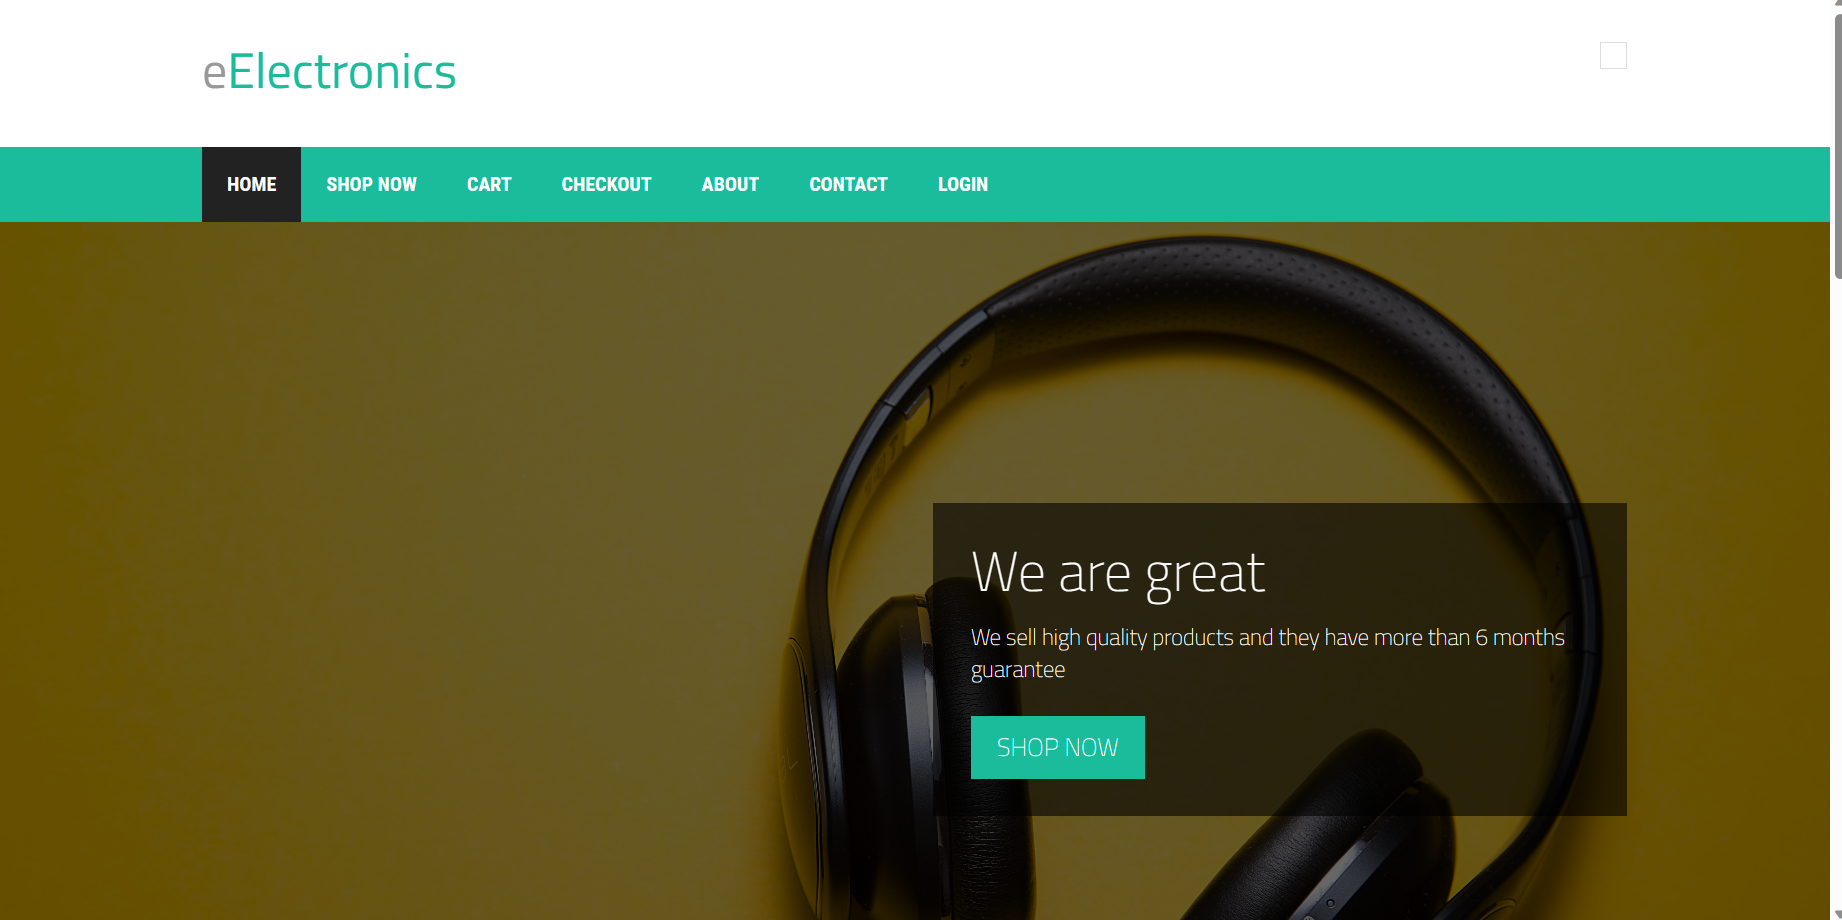 eElectronics
HOME SHOP NOW CART CHECKOUT ABOUT CONTACT LOGIN
We are great
We sell high quality products and they have more than 6 months
guarantee
SHOP NOW